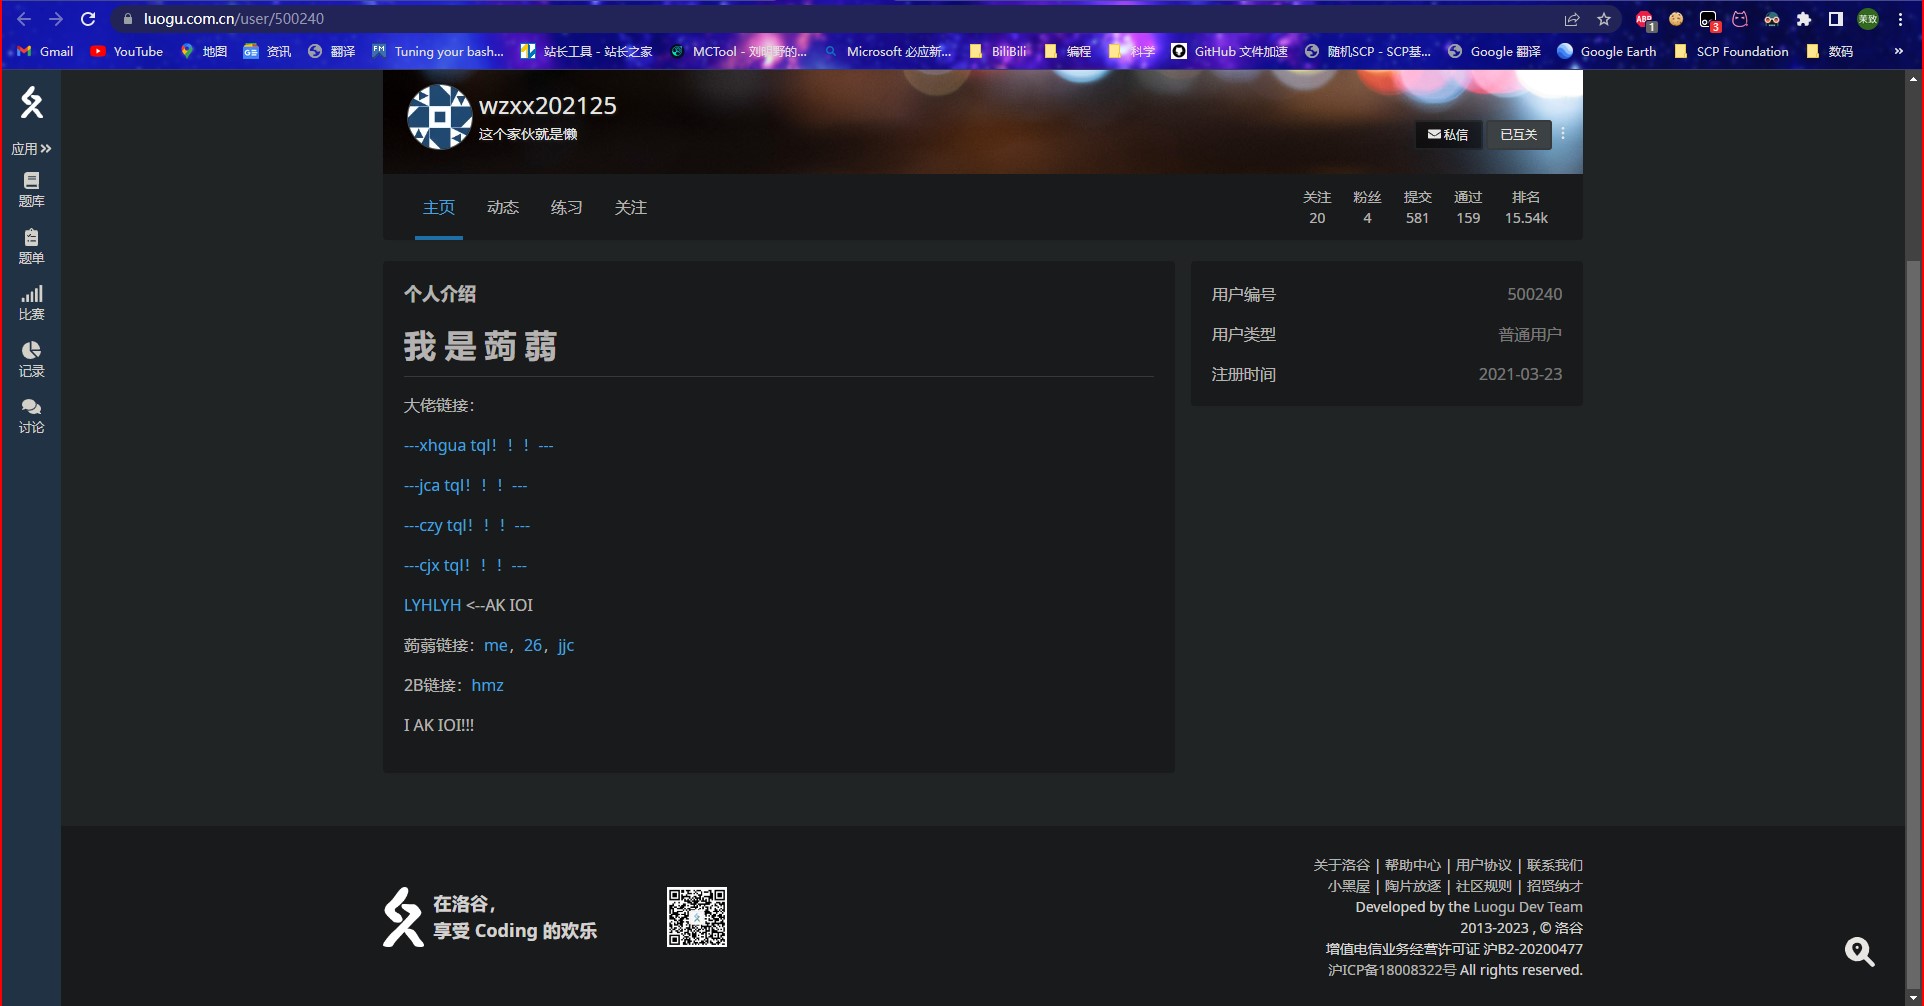 luogu.com.cn/user/500240
ABP 1 3 茉致
Gmail YouTube 地图 资讯 翻译 Tuning your bash... 站长工具 - 站长之家 MCTool - 刘明野的... Microsoft 必应新... BiliBili 编程 科学 GitHub 文件加速 随机SCP - SCP基... Google 翻译 Google Earth SCP Foundation 数码 »
应用
题库
题单
比赛
记录
讨论
wzxx202125
这个家伙就是懒
私信 已互关
主页 动态 练习 关注
关注 粉丝 提交 通过 排名
20 4 581 159 15.54k
个人介绍
我 是 蒟 蒻
大佬链接：
---xhgua tql！！！---
---jca tql！！！---
---czy tql！！！---
---cjx tql！！！---
LYHLYH <--AK IOI
蒟蒻链接：me，26，jjc
2B链接：hmz
I AK IOI!!!
用户编号 500240
用户类型 普通用户
注册时间 2021-03-23
在洛谷，
享受 Coding 的欢乐
关于洛谷 | 帮助中心 | 用户协议 | 联系我们
小黑屋 | 陶片放逐 | 社区规则 | 招贤纳才
Developed by the Luogu Dev Team
2013-2023 , © 洛谷
增值电信业务经营许可证 沪B2-20200477
沪ICP备18008322号 All rights reserved.